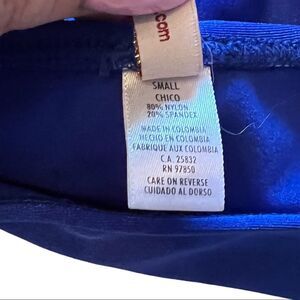 .com
SMALL
CHICO
80% NYLON
20% SPANDEX
MADE IN COLOMBIA
HECHO EN COLOMBIA
FABRIQUE AUX COLOMBIA
C.A. 25832
RN 97850
CARE ON REVERSE
CUIDADO AL DORSO